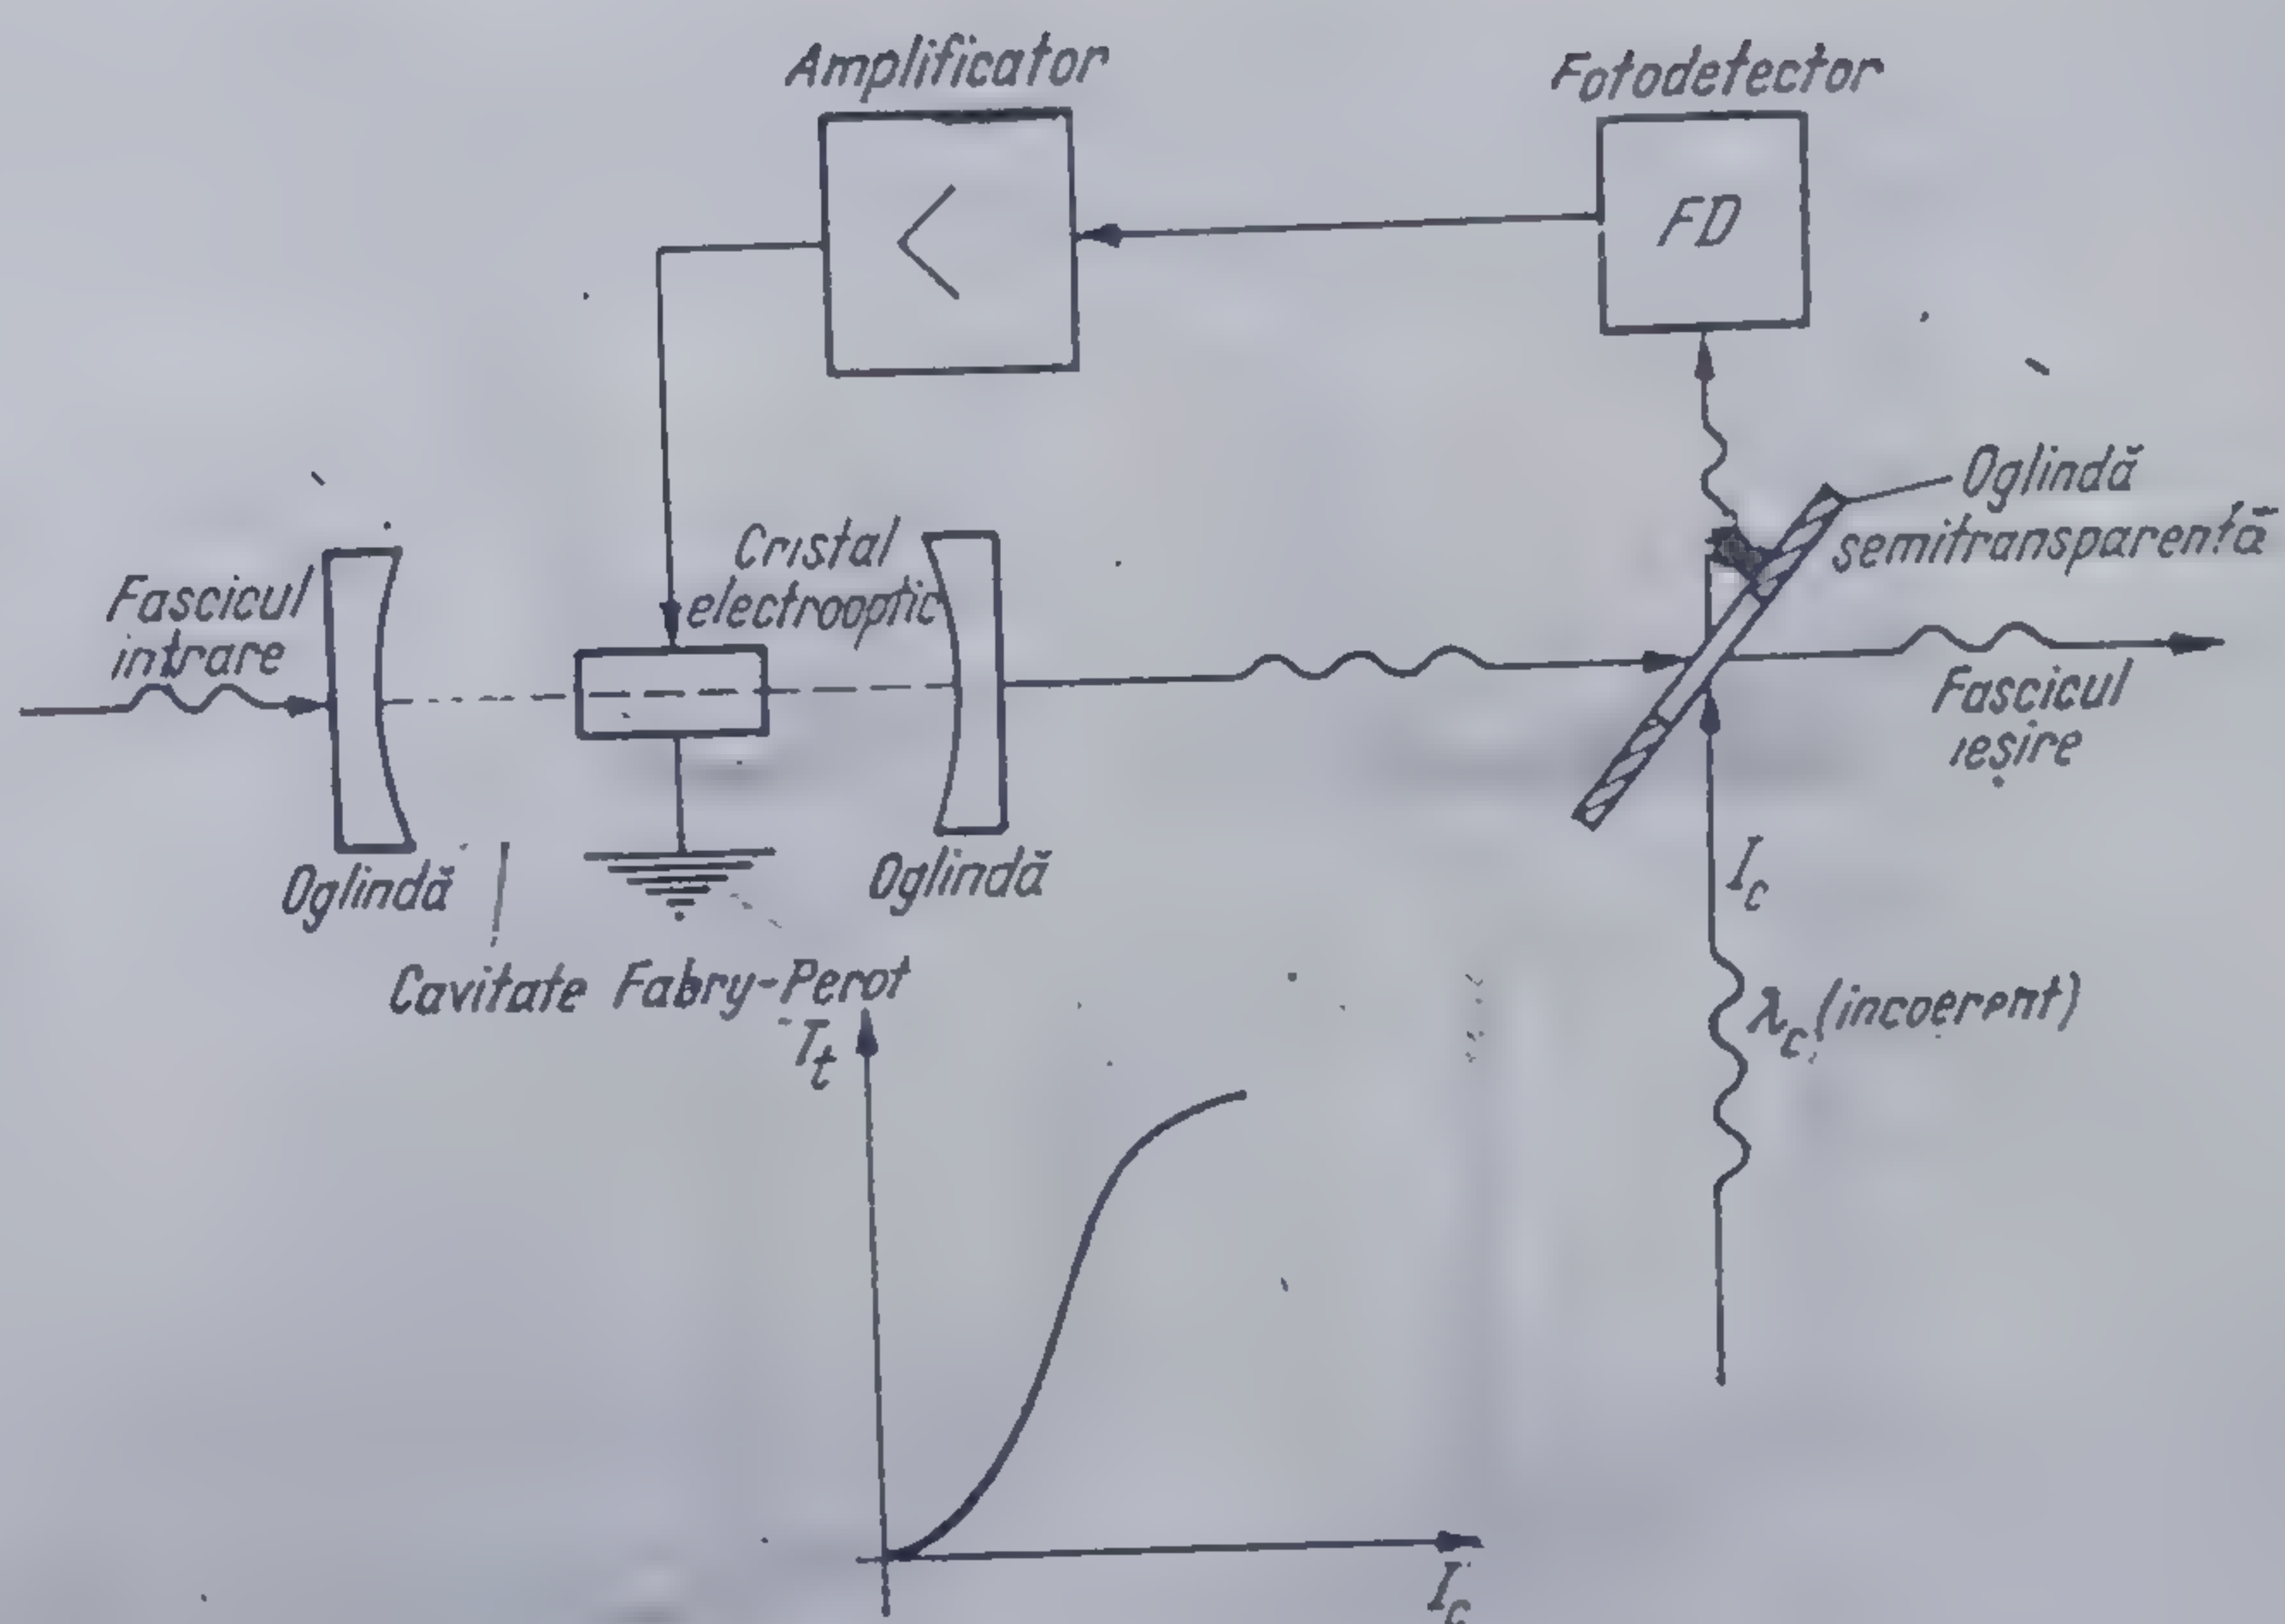 Amplificator
Fotodetector
FD
Oglindă
semitransparentă
Cristal
electrooptic
Fascicul
intrare
Fascicul
ieșire
Oglindă
Oglindă
I_c
Cavitate Fabry-Perot
λ_c (incoerent)
T_t
I_c